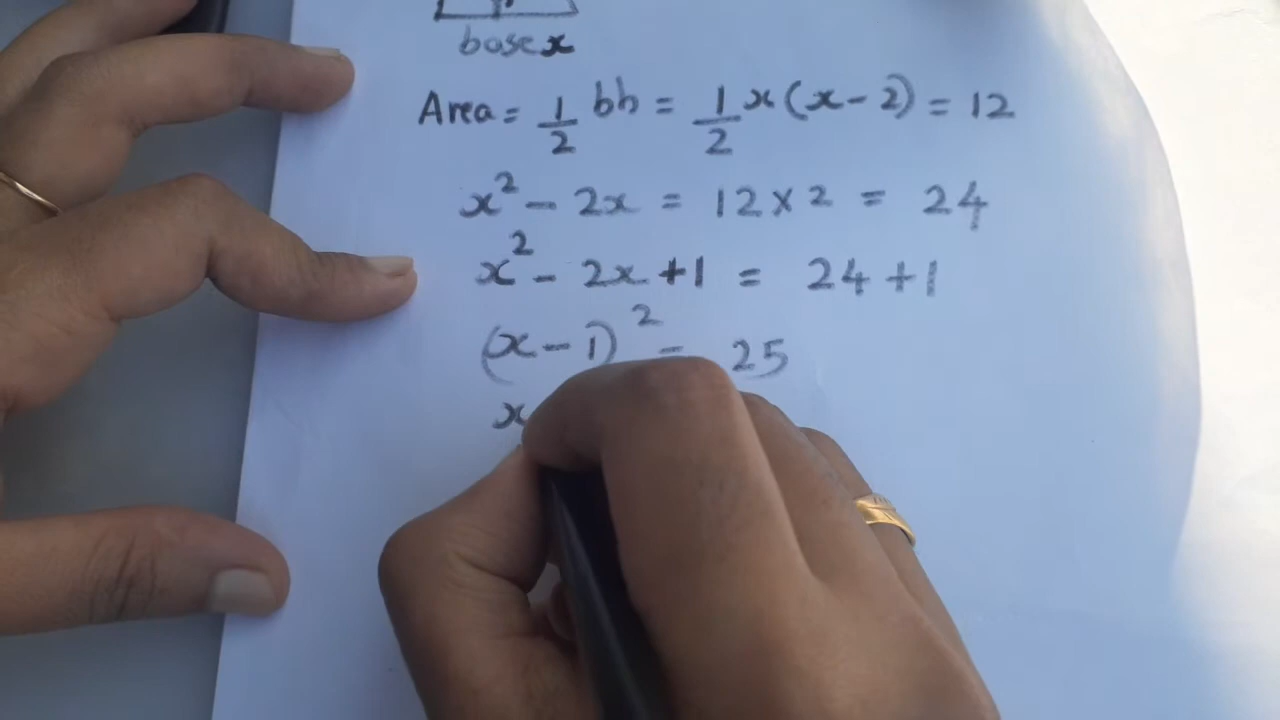 base x
Area = 1/2 bh = 1/2 x(x-2) = 12
x² - 2x = 12 × 2 = 24
x² - 2x + 1 = 24 + 1
(x-1)² = 25
x